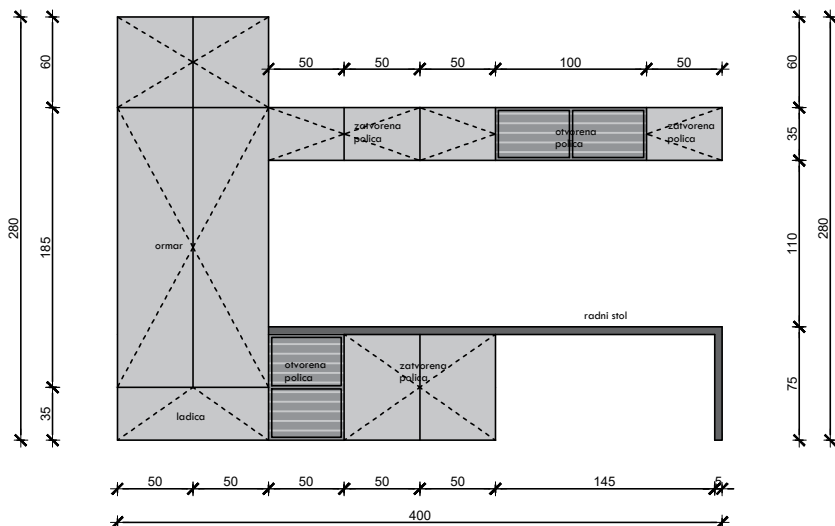 50 50 50 100 50
60
60
zatvorena
polica
otvorena
polica
zatvorena
polica
35
280
185
ormar
110
280
radni stol
otvorena
polica
zatvorena
polica
75
35
ladica
50 50 50 50 50 145 5
400